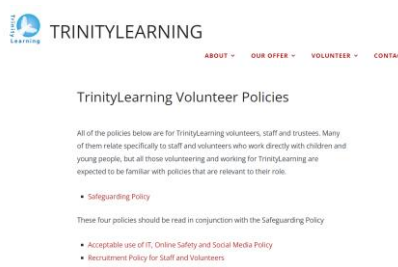 Trinity
Learning
TRINITYLEARNING
ABOUT
OUR OFFER
VOLUNTEER
CONTA
TrinityLearning Volunteer Policies
All of the policies below are for TrinityLearning volunteers, staff and trustees. Many
of them relate specifically to staff and volunteers who work directly with children and
young people, but all those volunteering and working for TrinityLearning are
expected to be familiar with policies that are relevant to their role.
Safeguarding Policy
These four policies should be read in conjunction with the Safeguarding Policy
Acceptable use of IT, Online Safety and Social Media Policy
Recruitment Policy for Staff and Volunteers